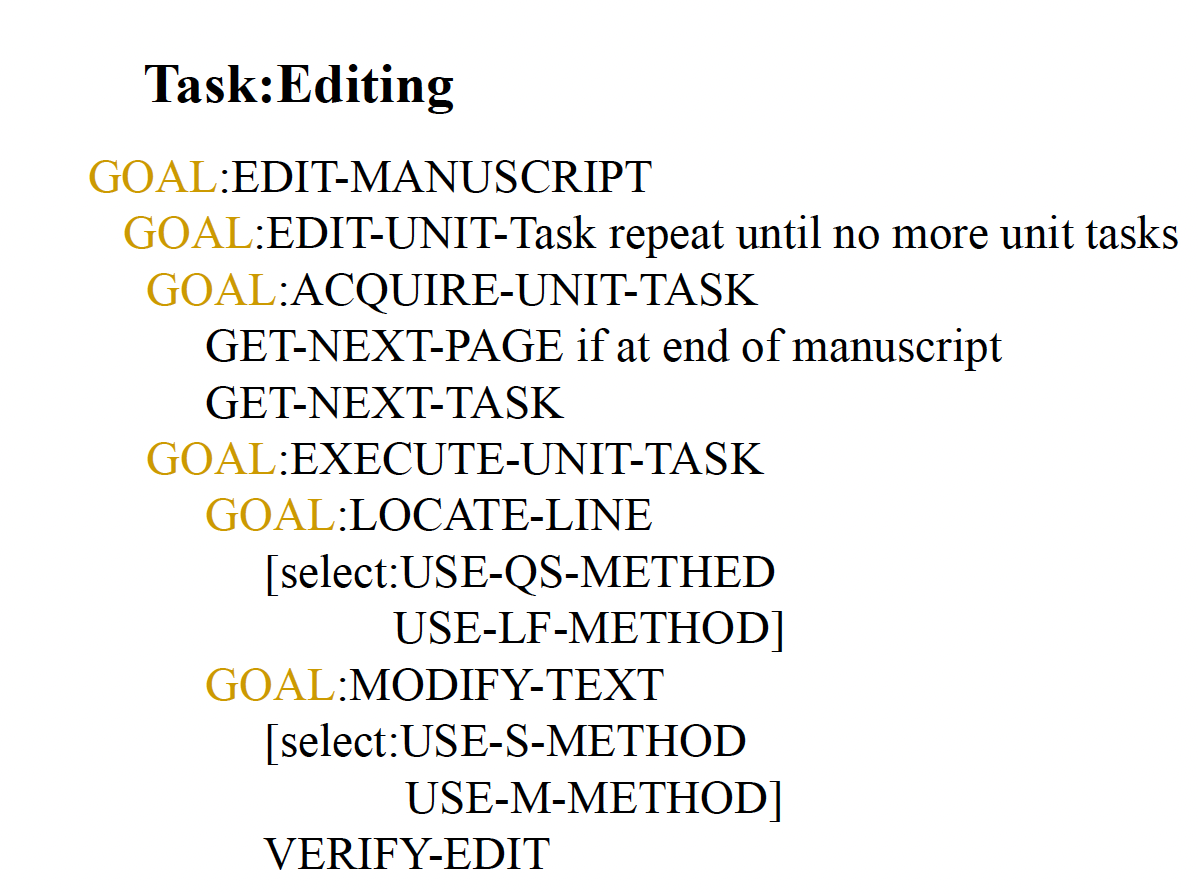 Task:Editing
GOAL:EDIT-MANUSCRIPT
GOAL:EDIT-UNIT-Task repeat until no more unit tasks
GOAL:ACQUIRE-UNIT-TASK
GET-NEXT-PAGE if at end of manuscript
GET-NEXT-TASK
GOAL:EXECUTE-UNIT-TASK
GOAL:LOCATE-LINE
[select:USE-QS-METHED
USE-LF-METHOD]
GOAL:MODIFY-TEXT
[select:USE-S-METHOD
USE-M-METHOD]
VERIFY-EDIT